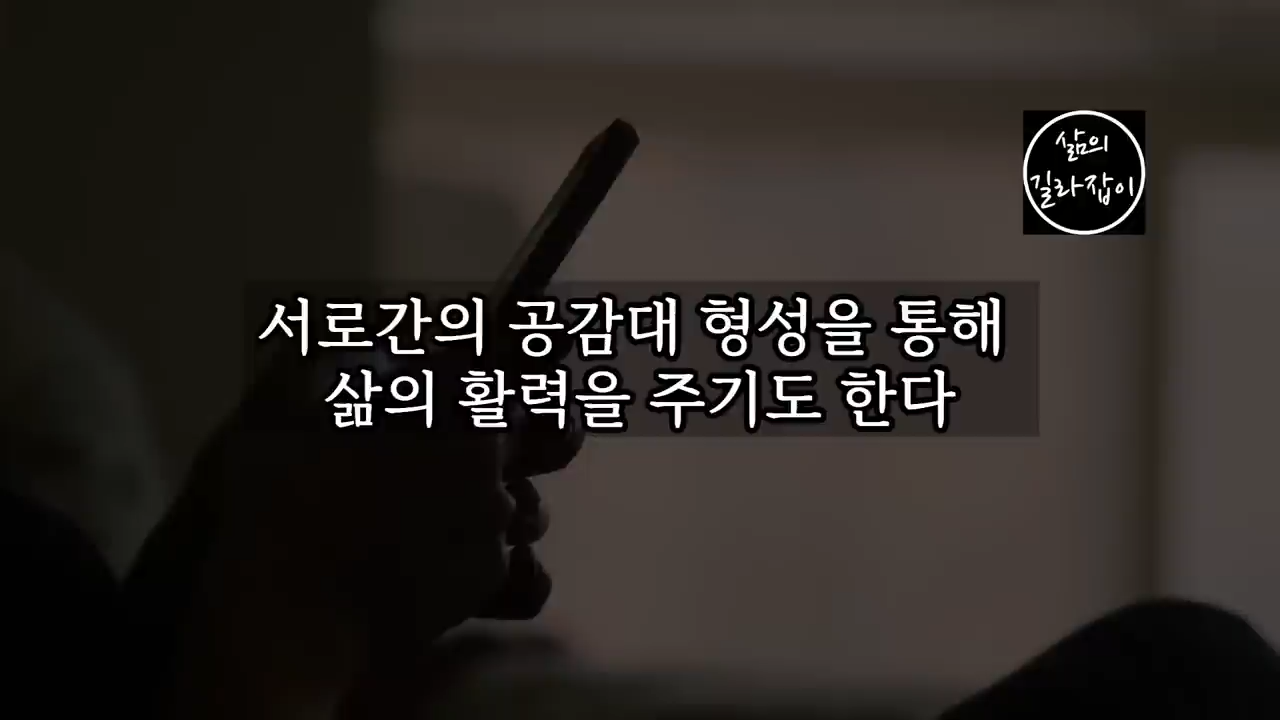 삶의
길라잡이
서로간의 공감대 형성을 통해
삶의 활력을 주기도 한다